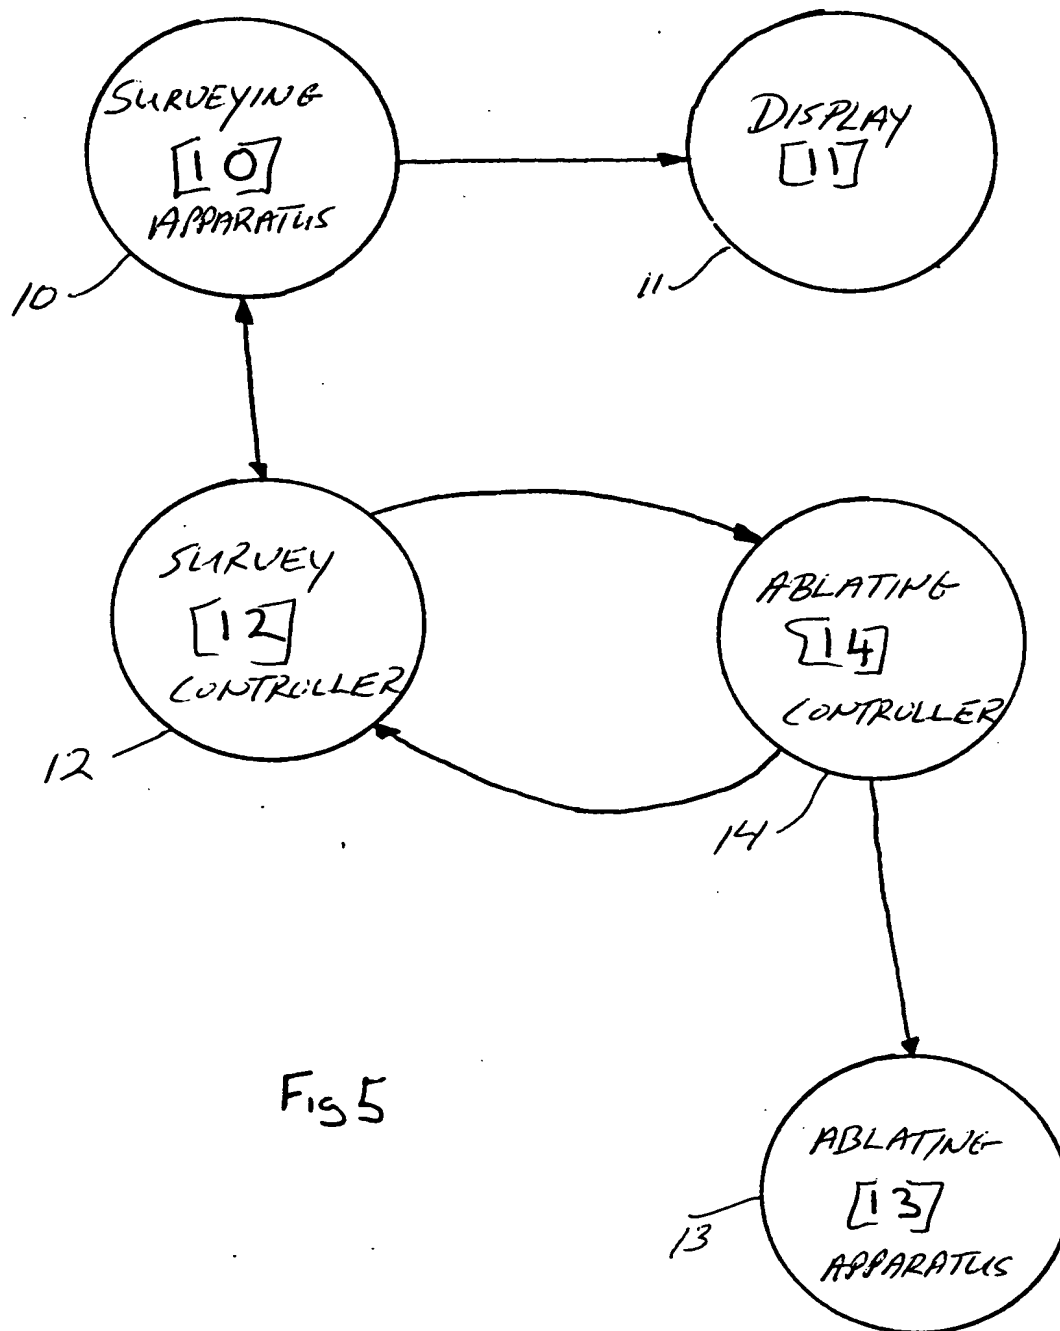 SURVEYING
[10]
APPARATUS
10
DISPLAY
[11]
11
SURVEY
[12]
CONTROLLER
12
ABLATING
[14]
CONTROLLER
14
Fig 5
ABLATING
[13]
APPARATUS
13